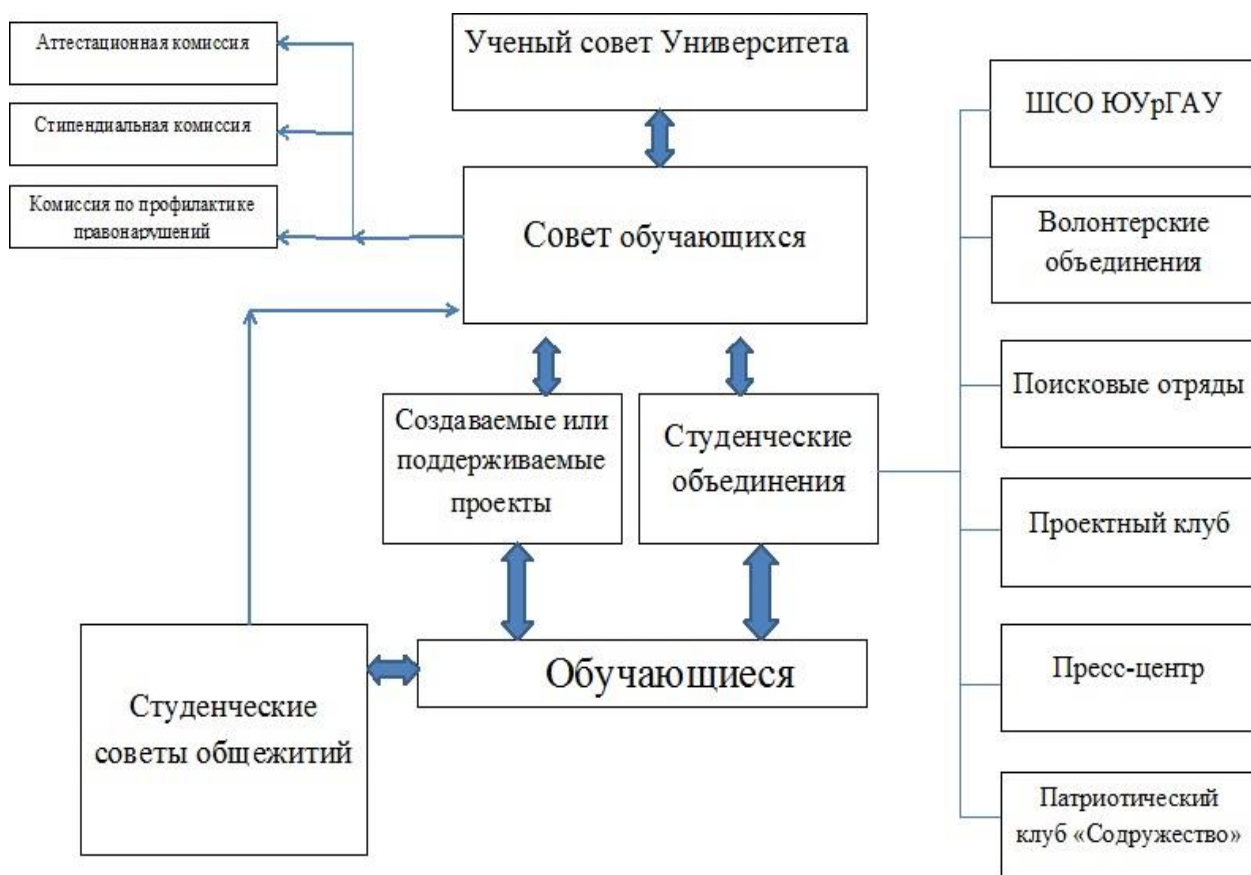 Аттестационная комиссия
Стипендиальная комиссия
Комиссия по профилактике
правонарушений
Ученый совет Университета
Совет обучающихся
Создаваемые или
поддерживаемые
проекты
Студенческие
объединения
Обучающиеся
Студенческие
советы общежитий
ШСО ЮУрГАУ
Волонтерские
объединения
Поисковые отряды
Проектный клуб
Пресс-центр
Патриотический
клуб «Содружество»